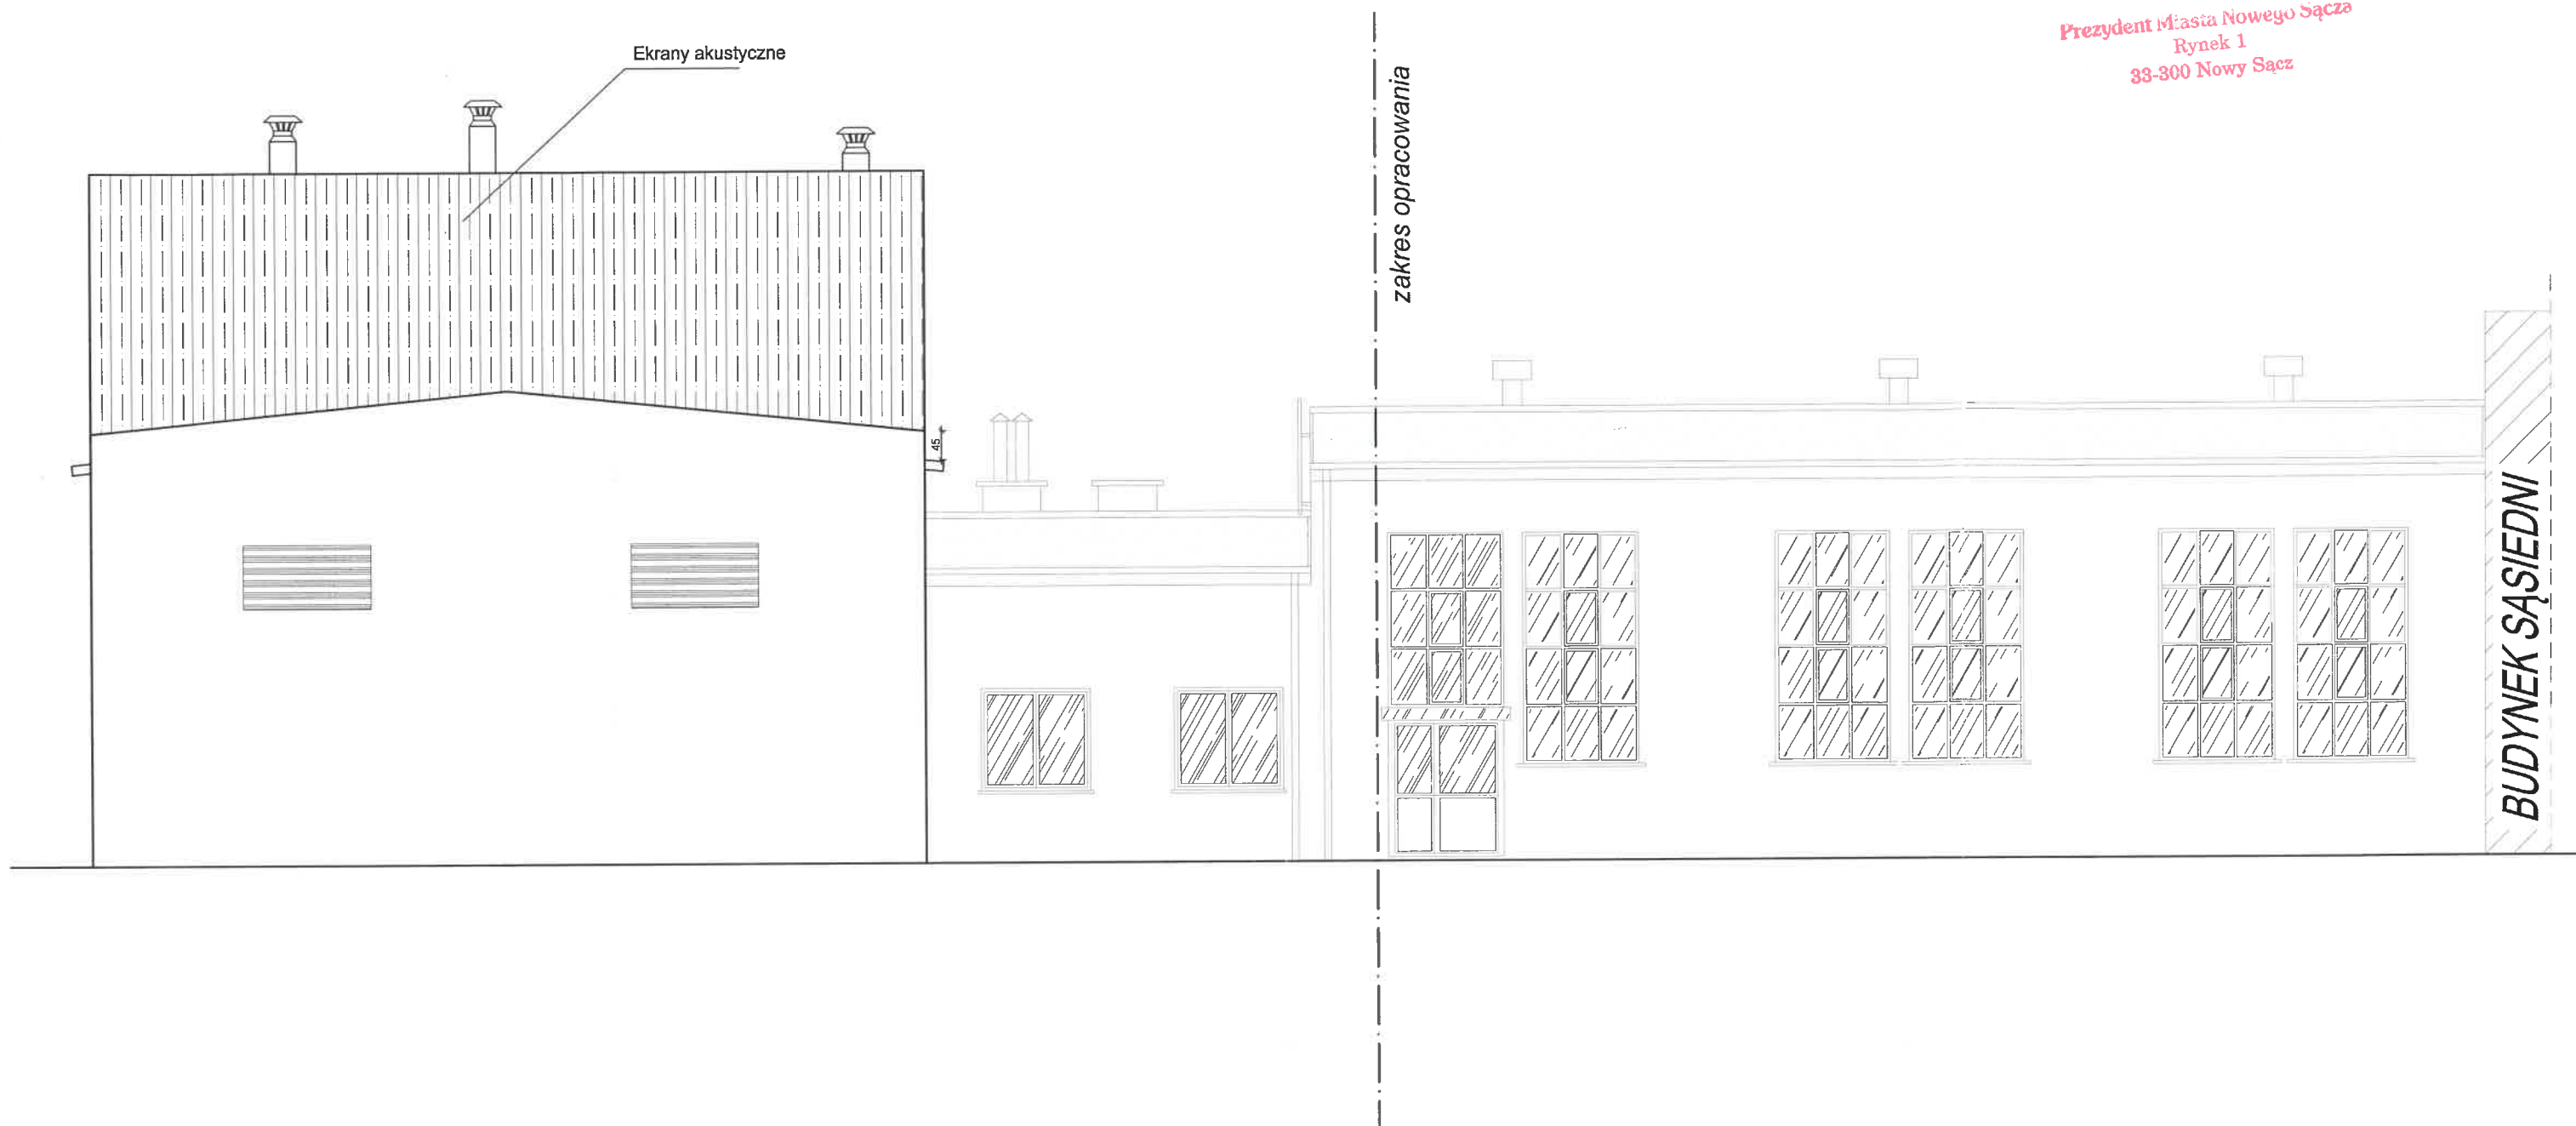 Prezydent Miasta Nowego Sącza
Rynek 1
33-300 Nowy Sącz
Ekrany akustyczne
zakres opracowania
45
BUDYNEK SĄSIEDNI